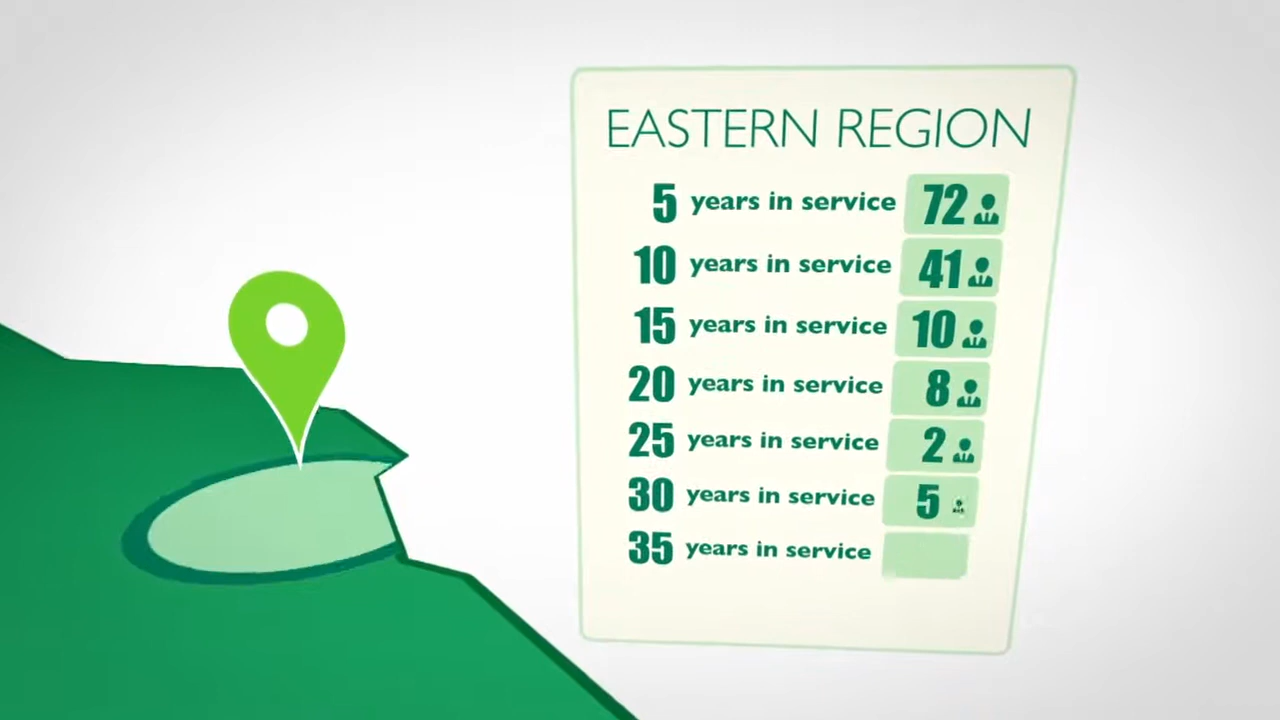 EASTERN REGION
5 years in service 72
10 years in service 41
15 years in service 10
20 years in service 8
25 years in service 2
30 years in service 5
35 years in service